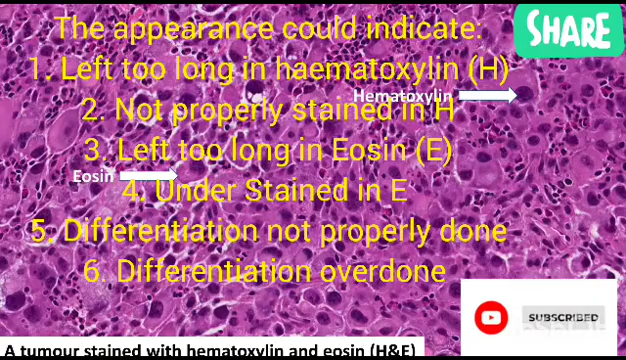 The appearance could indicate:
SHARE
1. Left too long in haematoxylin (H)
Hematoxylin
2. Not properly stained in H
3. Left too long in Eosin (E)
Eosin
4. Under Stained in E
5. Differentiation not properly done
6. Differentiation overdone
SUBSCRIBED
A tumour stained with hematoxylin and eosin (H&E)